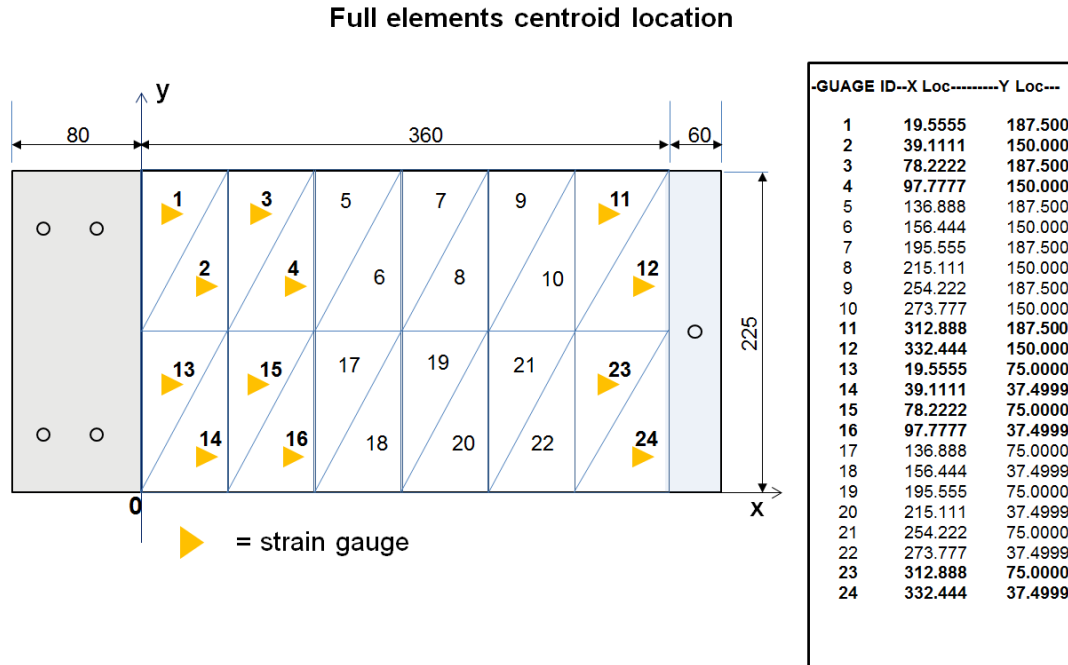 Full elements centroid location
y
80
360
60
1
3
5
7
9
11
2
4
6
8
10
12
225
13
15
17
19
21
23
14
16
18
20
22
24
0
x
= strain gauge
-GUAGE ID--X Loc---------Y Loc---
1 19.5555 187.500
2 39.1111 150.000
3 78.2222 187.500
4 97.7777 150.000
5 136.888 187.500
6 156.444 150.000
7 195.555 187.500
8 215.111 150.000
9 254.222 187.500
10 273.777 150.000
11 312.888 187.500
12 332.444 150.000
13 19.5555 75.0000
14 39.1111 37.4999
15 78.2222 75.0000
16 97.7777 37.4999
17 136.888 75.0000
18 156.444 37.4999
19 195.555 75.0000
20 215.111 37.4999
21 254.222 75.0000
22 273.777 37.4999
23 312.888 75.0000
24 332.444 37.4999